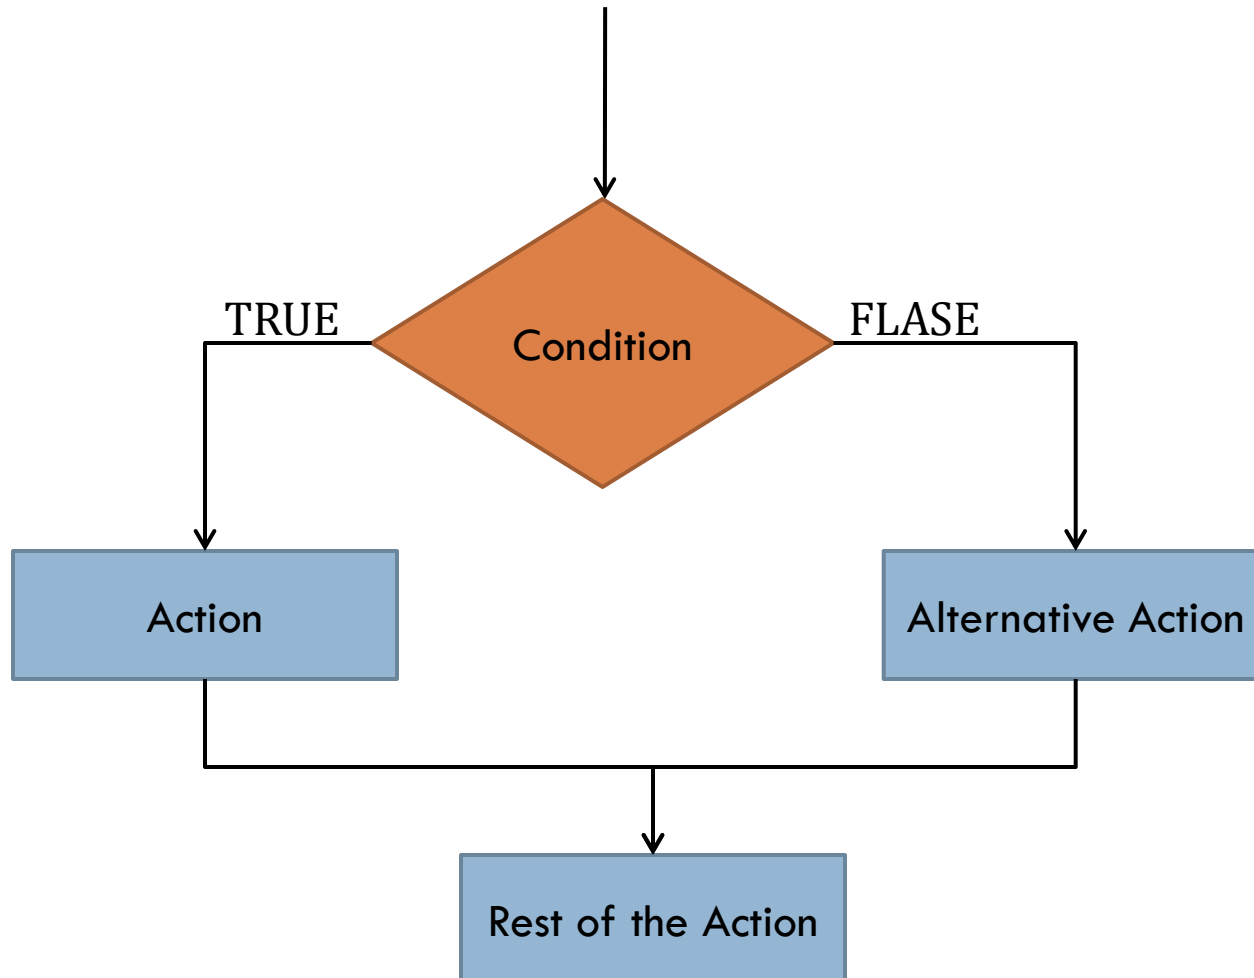 TRUE
FLASE
Condition
Action
Alternative Action
Rest of the Action